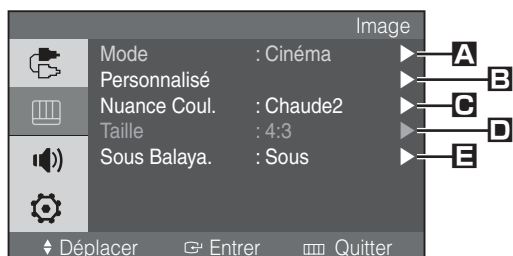 Image
Mode : Cinéma A
Personnalisé B
Nuance Coul. : Chaude2 C
Taille : 4:3 D
Sous Balaya. : Sous E
Déplacer Entrer Quitter